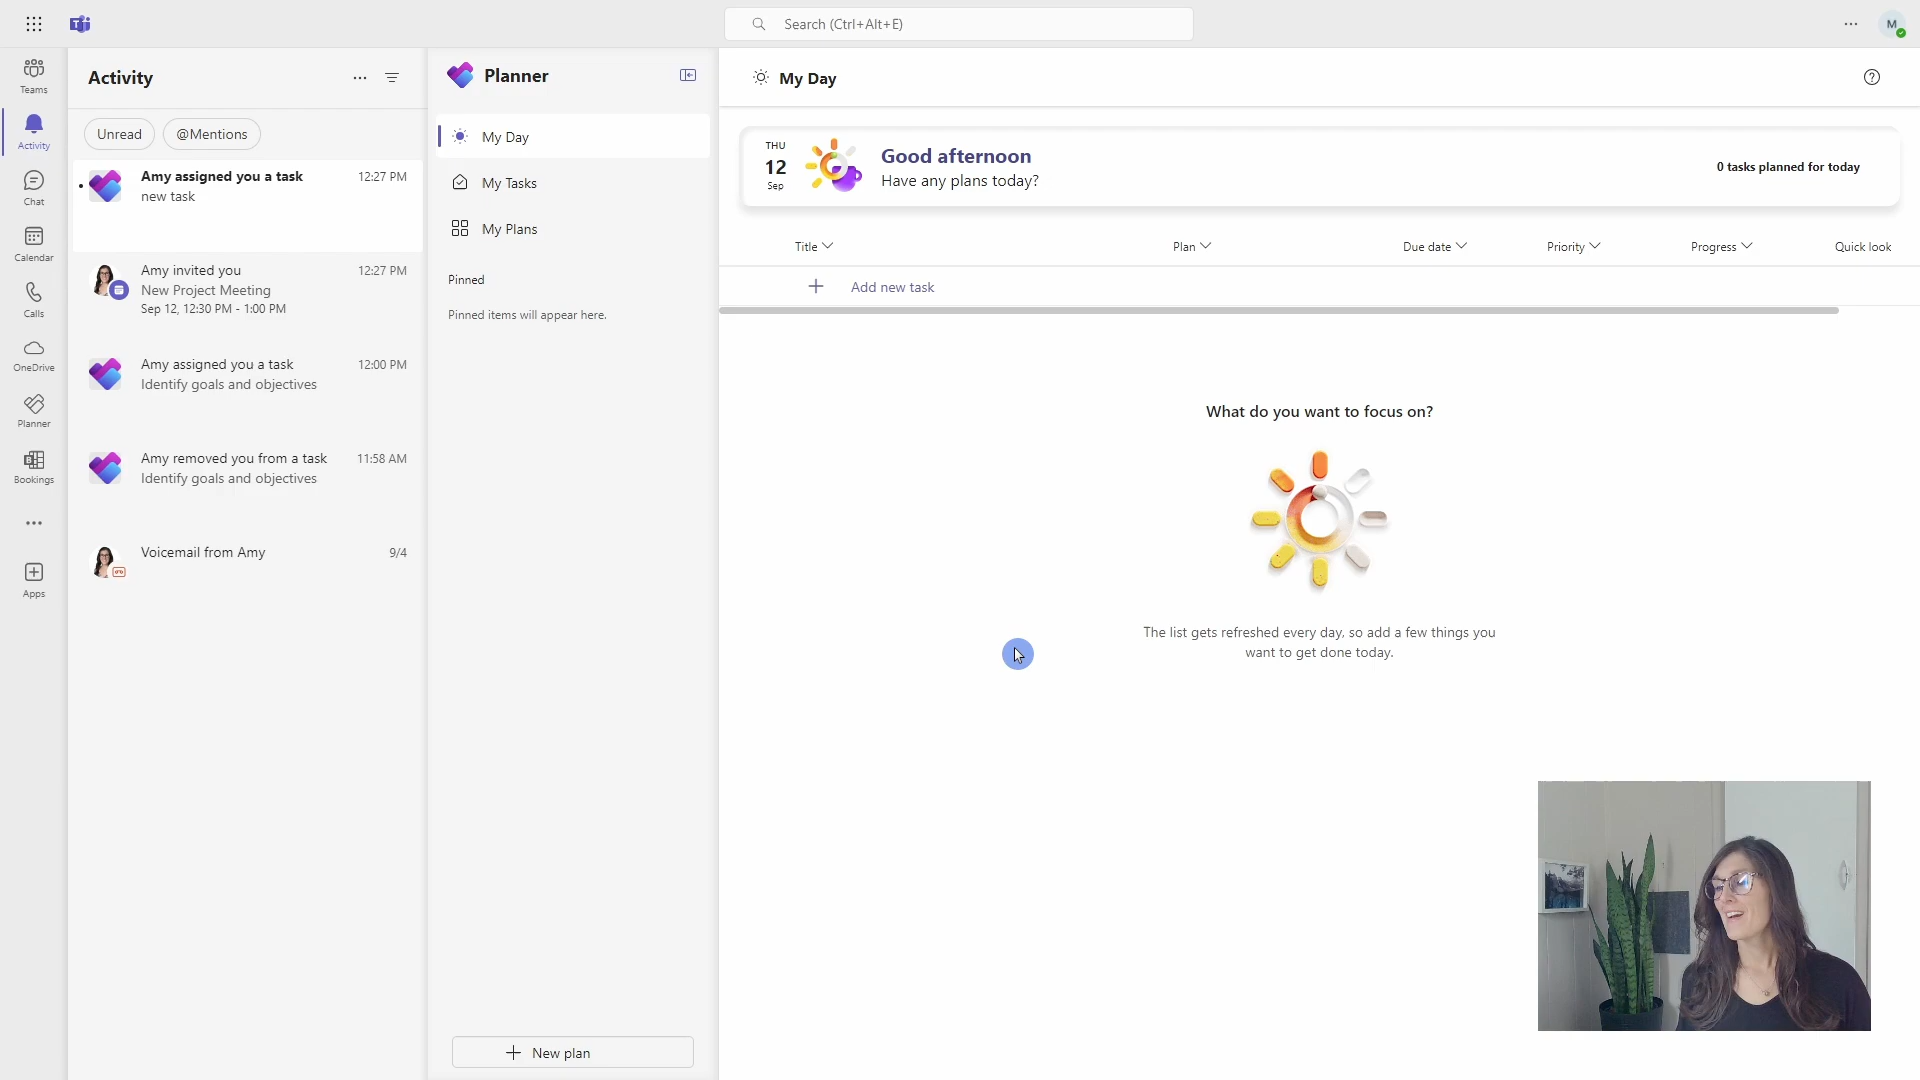 Search (Ctrl+Alt+E)
M
Teams
Activity
Chat
Calendar
Calls
OneDrive
Planner
Bookings
Apps
Activity
Unread
@Mentions
Amy assigned you a task 12:27 PM
new task
Amy invited you 12:27 PM
New Project Meeting
Sep 12, 12:30 PM - 1:00 PM
Amy assigned you a task 12:00 PM
Identify goals and objectives
Amy removed you from a task 11:58 AM
Identify goals and objectives
Voicemail from Amy 9/4
Planner
My Day
My Tasks
My Plans
Pinned
Pinned items will appear here.
New plan
My Day
THU
12
Sep
Good afternoon
Have any plans today?
0 tasks planned for today
Title Plan Due date Priority Progress Quick look
Add new task
What do you want to focus on?
The list gets refreshed every day, so add a few things you
want to get done today.